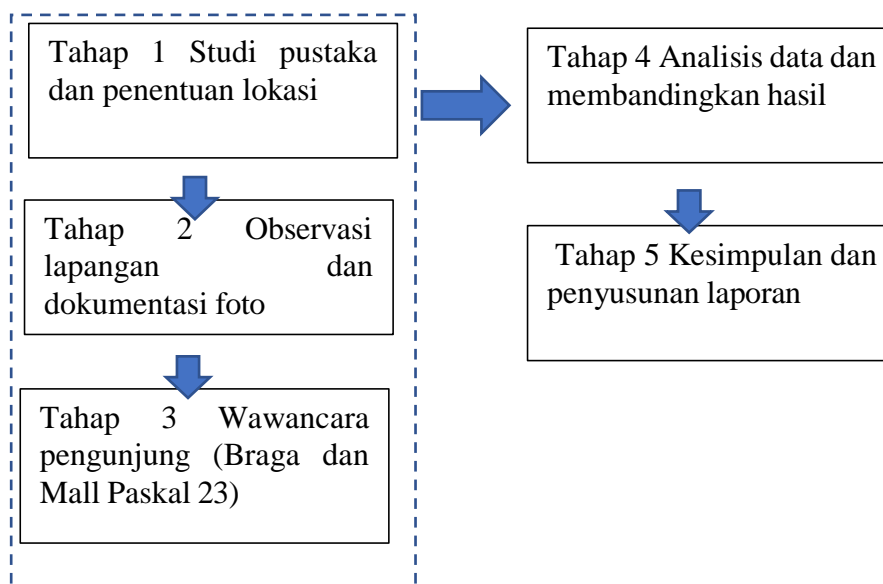 Tahap 1 Studi pustaka
dan penentuan lokasi
Tahap 2 Observasi
lapangan dan
dokumentasi foto
Tahap 3 Wawancara
pengunjung (Braga dan
Mall Paskal 23)
Tahap 4 Analisis data dan
membandingkan hasil
Tahap 5 Kesimpulan dan
penyusunan laporan